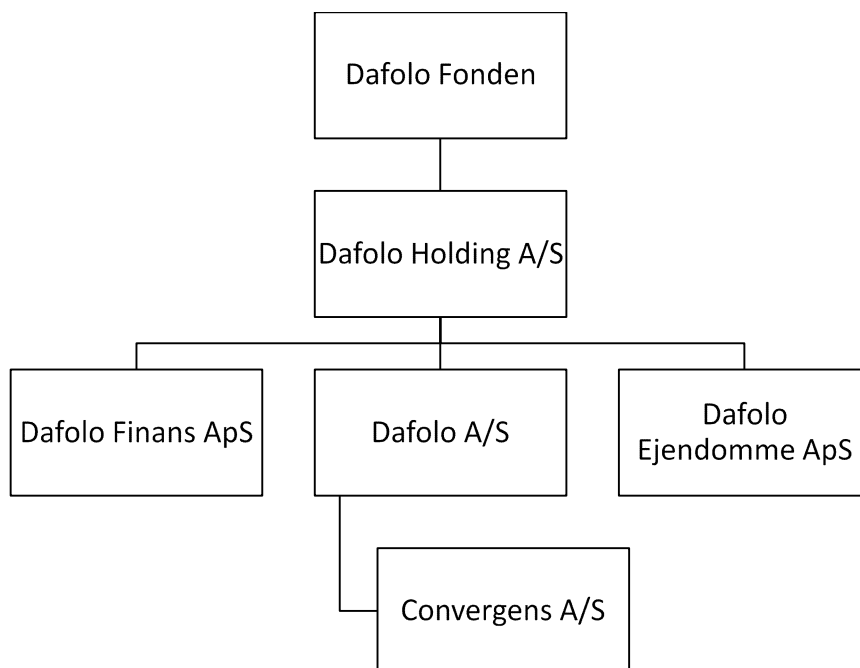 Dafolo Fonden
Dafolo Holding A/S
Dafolo Finans ApS
Dafolo A/S
Dafolo
Ejendomme ApS
Convergens A/S